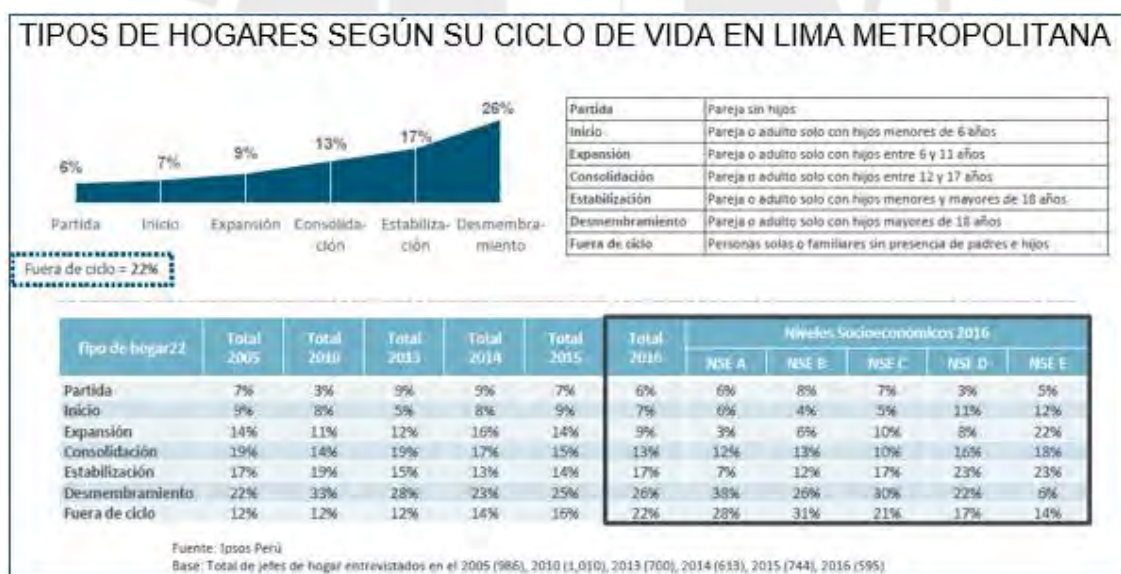 TIPOS DE HOGARES SEGÚN SU CICLO DE VIDA EN LIMA METROPOLITANA
6% 7% 9% 13% 17% 26%
Partida Inicio Expansión Consolida-ción Estabiliza-ción Desmembra-miento
Fuera de ciclo = 22%
Partida Pareja sin hijos
Inicio Pareja o adulto solo con hijos menores de 6 años
Expansión Pareja o adulto solo con hijos entre 6 y 11 años
Consolidación Pareja o adulto solo con hijos entre 12 y 17 años
Estabilización Pareja o adulto solo con hijos menores y mayores de 18 años
Desmembramiento Pareja o adulto solo con hijos mayores de 18 años
Fuera de ciclo Personas solas o familiares sin presencia de padres e hijos
Tipo de hogar22 Total 2005 Total 2010 Total 2013 Total 2014 Total 2015 Total 2016 Niveles Socioeconómicos 2016
NSE A NSE B NSE C NSE D NSE E
Partida 7% 3% 9% 9% 7% 6% 6% 8% 7% 3% 5%
Inicio 9% 8% 5% 8% 9% 7% 6% 4% 5% 11% 12%
Expansión 14% 11% 12% 16% 14% 9% 3% 6% 10% 8% 22%
Consolidación 19% 14% 19% 17% 15% 13% 12% 13% 10% 16% 18%
Estabilización 17% 19% 15% 13% 14% 17% 7% 12% 17% 23% 23%
Desmembramiento 22% 33% 28% 23% 25% 26% 38% 26% 30% 22% 6%
Fuera de ciclo 12% 12% 12% 14% 16% 22% 28% 31% 21% 17% 14%
Fuente: Ipsos Perú
Base: Total de jefes de hogar entrevistados en el 2005 (986), 2010 (1,010), 2013 (700), 2014 (613), 2015 (744), 2016 (595)